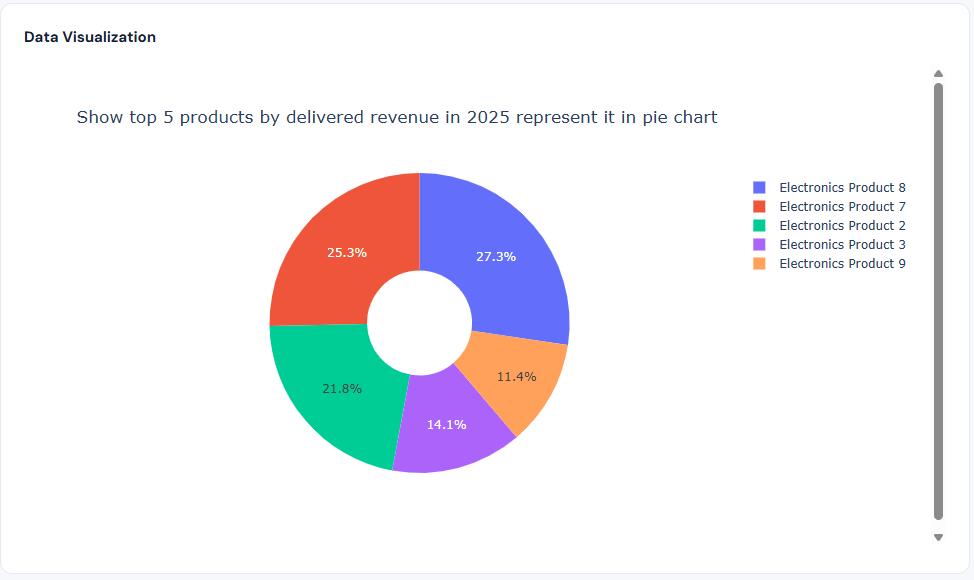 Data Visualization
Show top 5 products by delivered revenue in 2025 represent it in pie chart
Electronics Product 8
Electronics Product 7
Electronics Product 2
Electronics Product 3
Electronics Product 9
25.3%
27.3%
11.4%
21.8%
14.1%